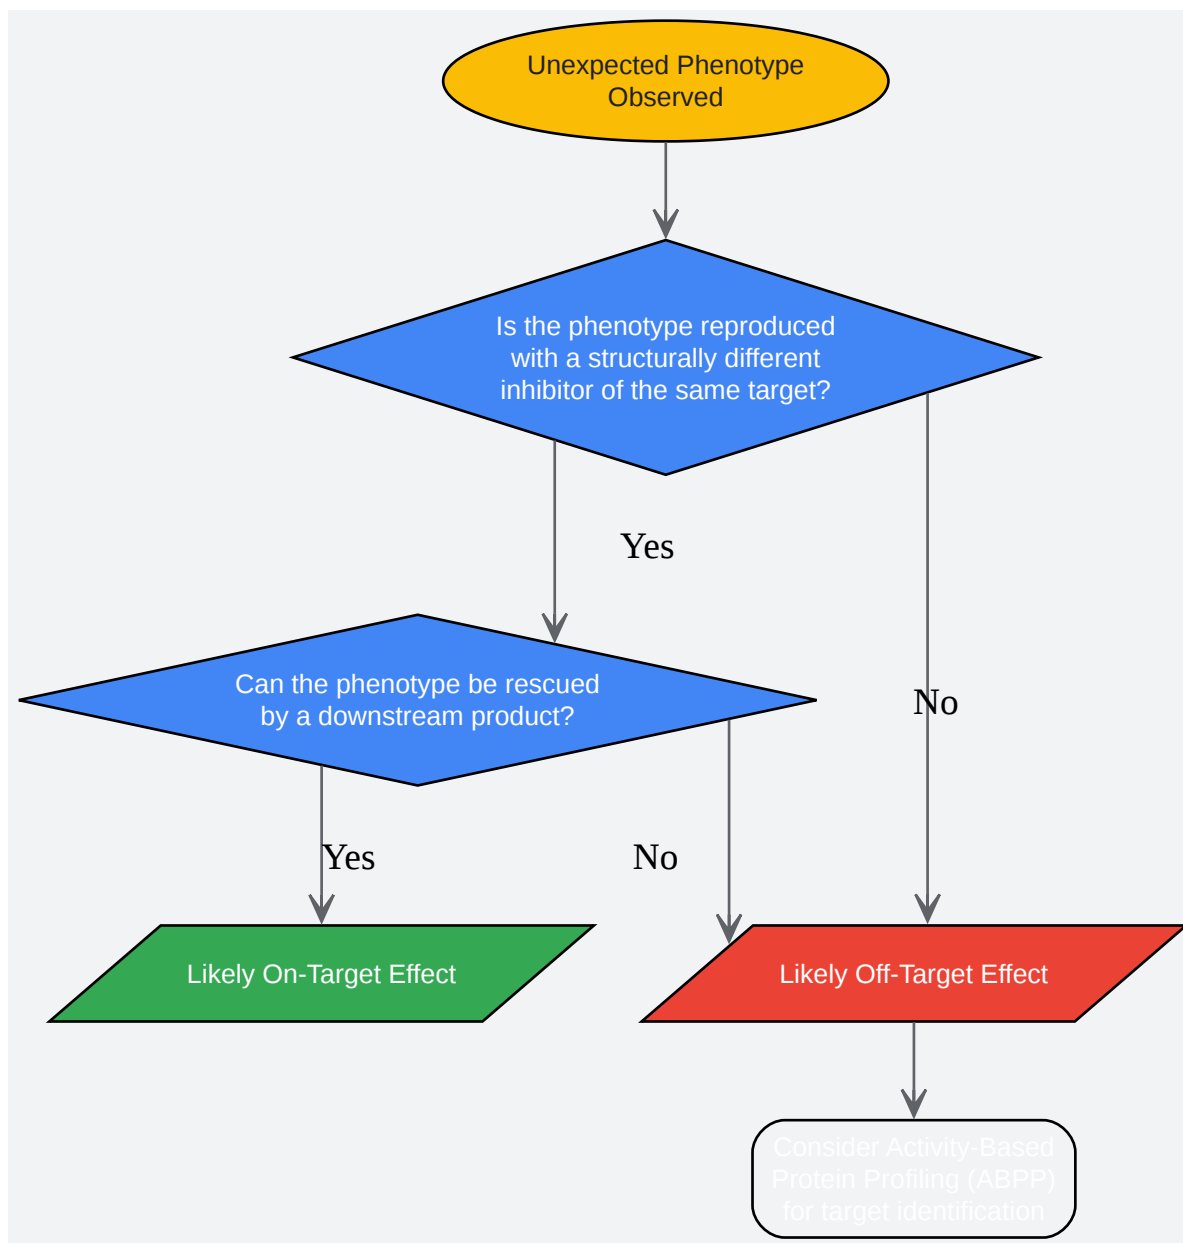 Unexpected Phenotype
Observed
Is the phenotype reproduced
with a structurally different
inhibitor of the same target?
Yes
Can the phenotype be rescued
by a downstream product?
No
Yes
No
Likely On-Target Effect
Likely Off-Target Effect
Consider Activity-Based
Protein Profiling (ABPP)
for target identification